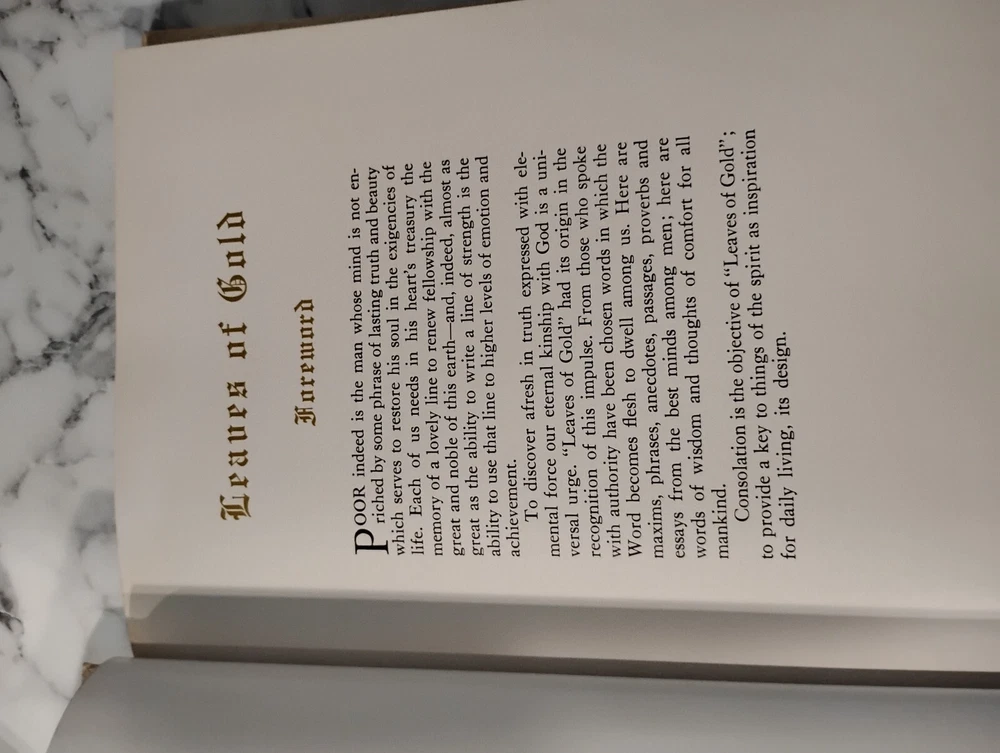 Leaves of Gold
Foreword
POOR indeed is the man whose mind is not en-
riched by some phrase of lasting truth and beauty
which serves to restore his soul in the exigencies of
life. Each of us needs in his heart's treasury the
memory of a lovely line to renew fellowship with the
great and noble of this earth—and, indeed, almost as
great as the ability to write a line of strength is the
ability to use that line to higher levels of emotion and
achievement.
To discover afresh in truth expressed with ele-
mental force our eternal kinship with God is a uni-
versal urge. "Leaves of Gold" had its origin in the
recognition of this impulse. From those who spoke
with authority have been chosen words in which the
Word becomes flesh to dwell among us. Here are
maxims, phrases, anecdotes, passages, proverbs and
essays from the best minds among men; here are
words of wisdom and thoughts of comfort for all
mankind.
Consolation is the objective of "Leaves of Gold";
to provide a key to things of the spirit as inspiration
for daily living, its design.